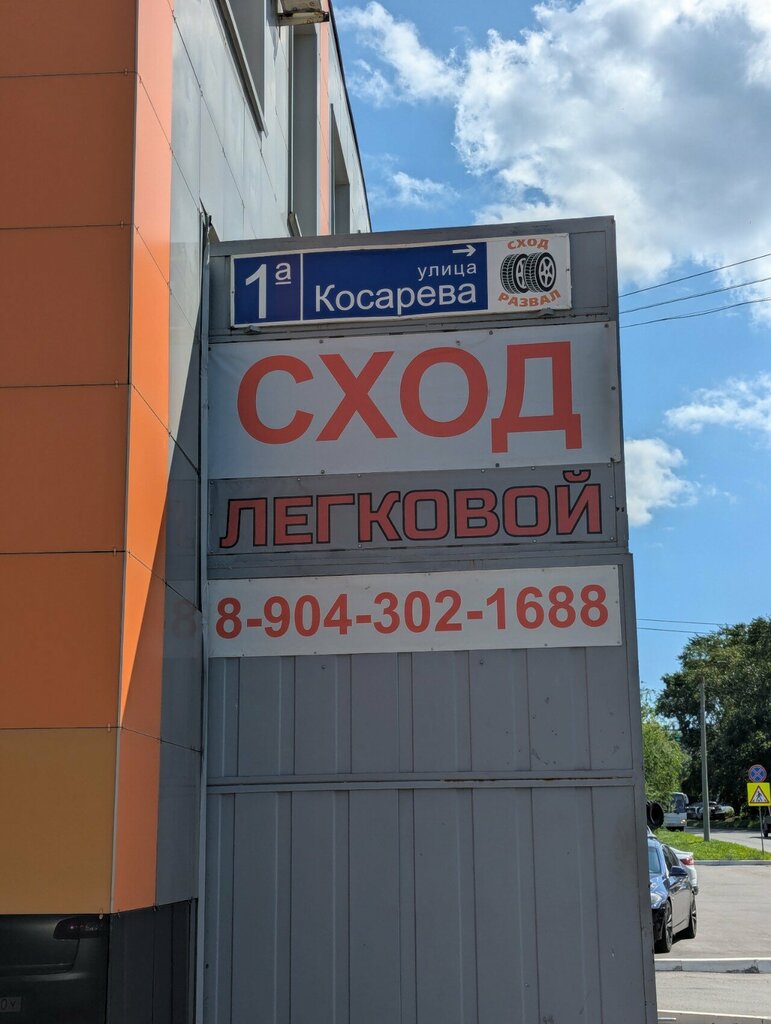 1а
→
улица
Косарева
СХОД
РАЗВАЛ
СХОД
ЛЕГКОВОЙ
8-904-302-1688